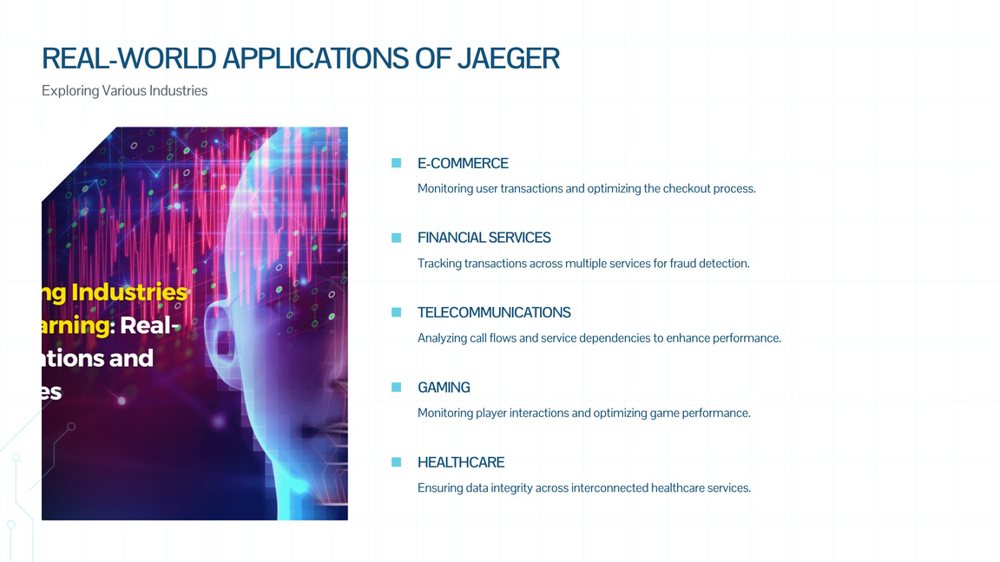 REAL-WORLD APPLICATIONS OF JAEGER
Exploring Various Industries
ng Industries
arning: Real-
ations and
es
E-COMMERCE
Monitoring user transactions and optimizing the checkout process.
FINANCIAL SERVICES
Tracking transactions across multiple services for fraud detection.
TELECOMMUNICATIONS
Analyzing call flows and service dependencies to enhance performance.
GAMING
Monitoring player interactions and optimizing game performance.
HEALTHCARE
Ensuring data integrity across interconnected healthcare services.